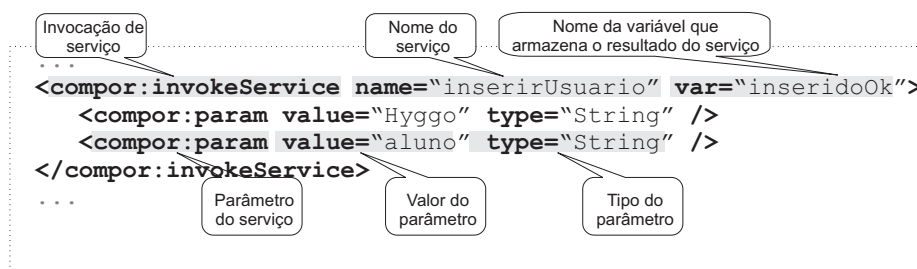 Invocação de
serviço
Nome do
serviço
Nome da variável que
armazena o resultado do serviço
...
<compor:invokeService name="inserirUsuario" var="inseridoOk">
<compor:param value="Hyggo" type="String" />
<compor:param value="aluno" type="String" />
</compor:invokeService>
...
Parâmetro
do serviço
Valor do
parâmetro
Tipo do
parâmetro